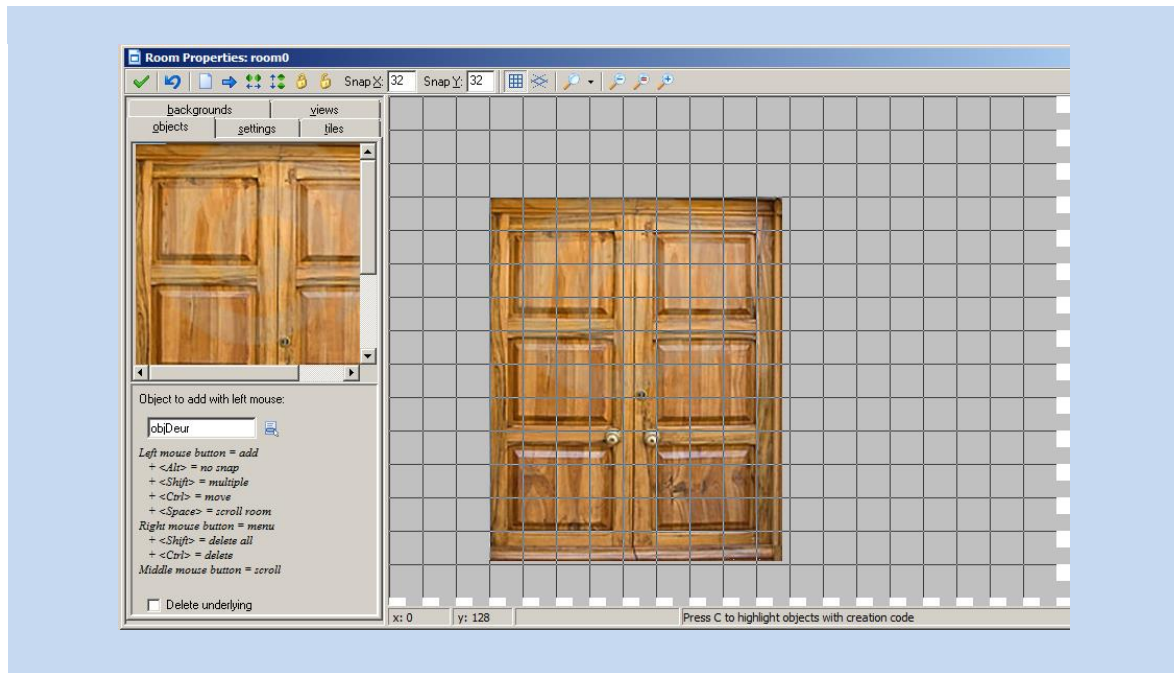 Room Properties: room0
Snap X: 32 Snap Y: 32
backgrounds views
objects settings tiles
Object to add with left mouse:
objDeur
Left mouse button = add
+ <Alt> = no snap
+ <Shift> = multiple
+ <Ctrl> = move
+ <Space> = scroll room
Right mouse button = menu
+ <Shift> = delete all
+ <Ctrl> = delete
Middle mouse button = scroll
Delete underlying
x: 0 y: 128 Press C to highlight objects with creation code